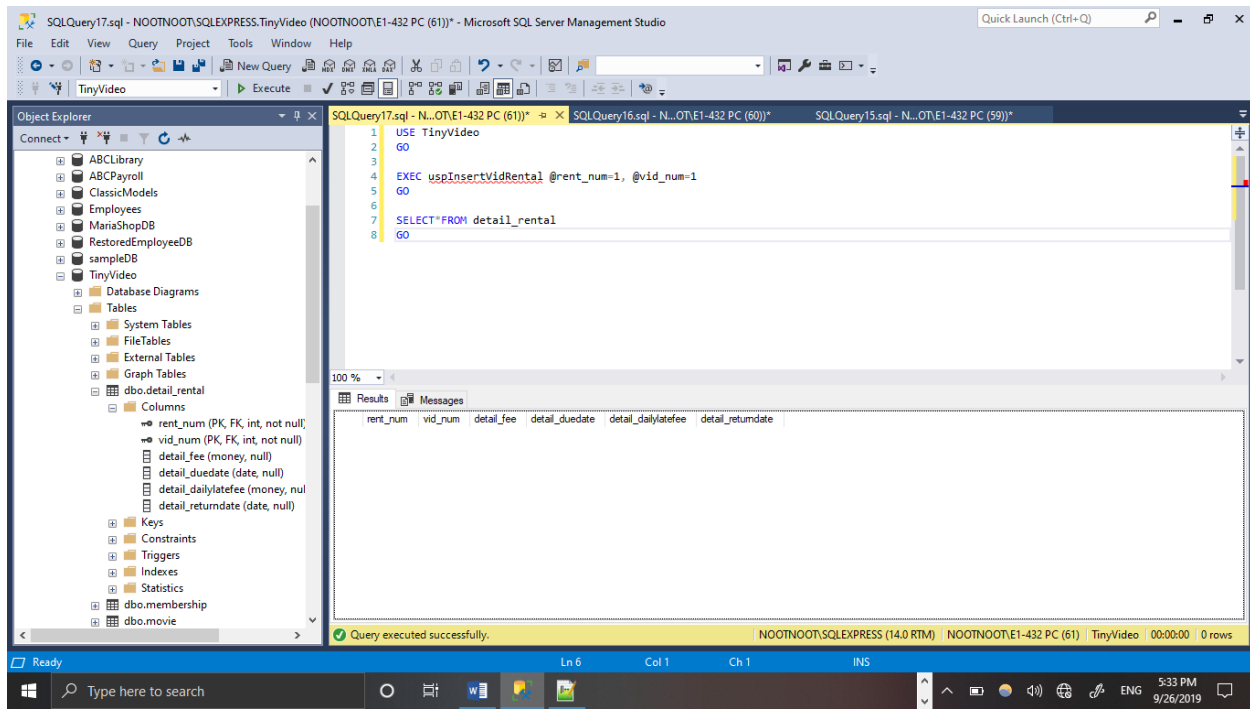 SQLQuery17.sql - NOOTNOOT\SQLEXPRESS.TinyVideo (NOOTNOOT\E1-432 PC (61))* - Microsoft SQL Server Management Studio
Quick Launch (Ctrl+Q)
File Edit View Query Project Tools Window Help
New Query MDX DMX XMLA DAX
TinyVideo Execute
Object Explorer
SQLQuery17.sql - N...OT\E1-432 PC (61))* SQLQuery16.sql - N...OT\E1-432 PC (60))* SQLQuery15.sql - N...OT\E1-432 PC (59))*
Connect
ABCLibrary
ABCPayroll
ClassicModels
Employees
MariaShopDB
RestoredEmployeeDB
sampleDB
TinyVideo
Database Diagrams
Tables
System Tables
FileTables
External Tables
Graph Tables
dbo.detail_rental
Columns
rent_num (PK, FK, int, not null)
vid_num (PK, FK, int, not null)
detail_fee (money, null)
detail_duedate (date, null)
detail_dailylatefee (money, nul
detail_returndate (date, null)
Keys
Constraints
Triggers
Indexes
Statistics
dbo.membership
dbo.movie
1 USE TinyVideo
2 GO
3
4 EXEC uspInsertVidRental @rent_num=1, @vid_num=1
5 GO
6
7 SELECT*FROM detail_rental
8 GO
100 %
Results Messages
rent_num vid_num detail_fee detail_duedate detail_dailylatefee detail_returndate
Query executed successfully. NOOTNOOT\SQLEXPRESS (14.0 RTM) NOOTNOOT\E1-432 PC (61) TinyVideo 00:00:00 0 rows
Ready Ln 6 Col 1 Ch 1 INS
Type here to search
ENG
5:33 PM
9/26/2019